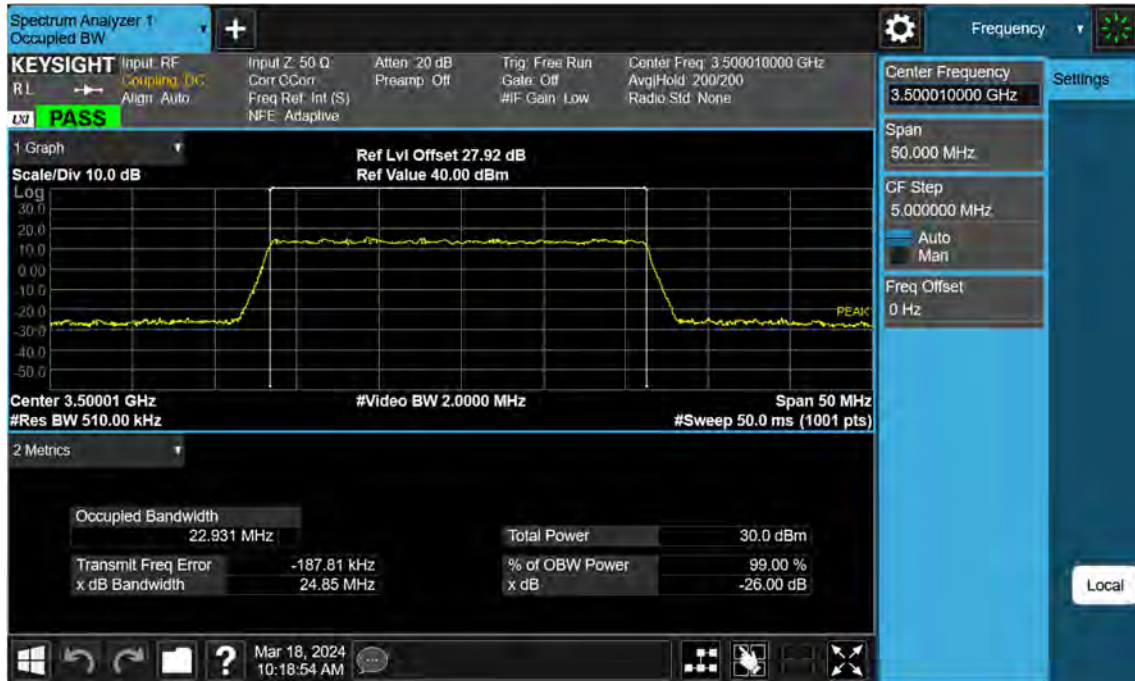 Spectrum Analyzer 1
Occupied BW
+
Frequency
KEYSIGHT
RL
LXI
PASS
Input: RF
Coupling: DC
Align: Auto
Input Z: 50 Ω
Corr CCorr
Freq Ref: Int (S)
NFE: Adaptive
Atten: 20 dB
Preamp: Off
Trig: Free Run
Gate: Off
#IF Gain: Low
Center Freq: 3.500010000 GHz
Avg|Hold: 200/200
Radio Std: None
1 Graph
Scale/Div 10.0 dB
Ref Lvl Offset 27.92 dB
Ref Value 40.00 dBm
Log
30.0
20.0
10.0
0.00
-10.0
-20.0
-30.0
-40.0
-50.0
PEAK
Center 3.50001 GHz
#Video BW 2.0000 MHz
Span 50 MHz
#Res BW 510.00 kHz
#Sweep 50.0 ms (1001 pts)
2 Metrics
Occupied Bandwidth
22.931 MHz
Total Power 30.0 dBm
Transmit Freq Error -187.81 kHz
% of OBW Power 99.00 %
x dB Bandwidth 24.85 MHz
x dB -26.00 dB
Center Frequency
3.500010000 GHz
Settings
Span
50.000 MHz
CF Step
5.000000 MHz
Auto
Man
Freq Offset
0 Hz
Local
?
Mar 18, 2024
10:18:54 AM